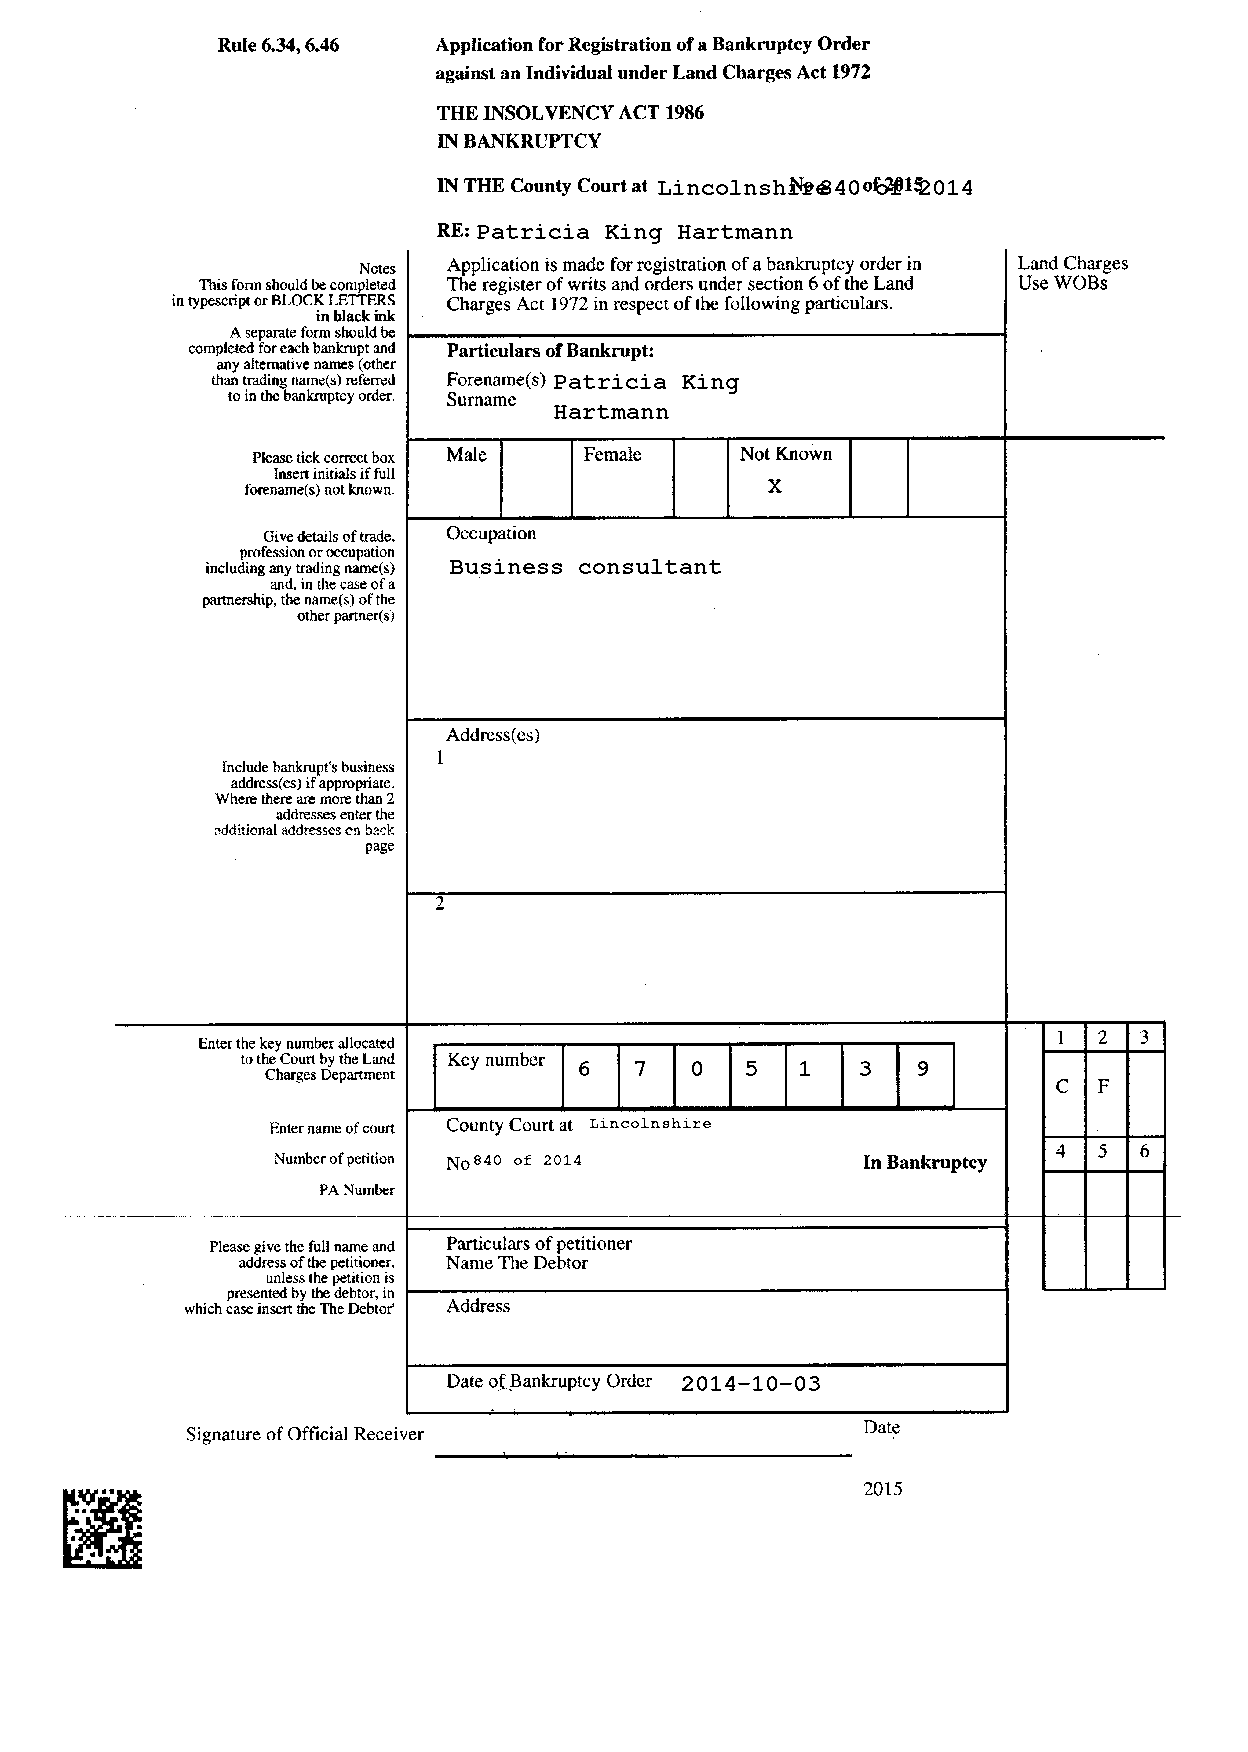 Rule 6.34, 6.46
Application for Registration of a Bankruptcy Order
against an Individual under Land Charges Act 1972
THE INSOLVENCY ACT 1986
IN BANKRUPTCY
IN THE County Court at Lincolnshire 840 of 2014
RE: Patricia King Hartmann
Notes
This form should be completed
in typescript or BLOCK LETTERS
in black ink
A separate form should be
completed for each bankrupt and
any alternative names (other
than trading name(s) referred
to in the bankruptcy order.
Application is made for registration of a bankruptcy order in
The register of writs and orders under section 6 of the Land
Charges Act 1972 in respect of the following particulars.
Land Charges
Use WOBs
Particulars of Bankrupt:
Forename(s) Patricia King
Surname
Hartmann
Please tick correct box
Insert initials if full
forename(s) not known.
Male Female Not Known
X
Give details of trade,
profession or occupation
including any trading name(s)
and, in the case of a
partnership, the name(s) of the
other partner(s)
Occupation
Business consultant
Address(es)
1
Include bankrupt's business
address(es) if appropriate.
Where there are more than 2
addresses enter the
additional addresses on back
page
2
Enter the key number allocated
to the Court by the Land
Charges Department
Key number 6 7 0 5 1 3 9
1 2 3
C F
Enter name of court
County Court at Lincolnshire
Number of petition
No 840 of 2014
In Bankruptcy
4 5 6
PA Number
Please give the full name and
address of the petitioner,
unless the petition is
presented by the debtor, in
which case insert the The Debtor'
Particulars of petitioner
Name The Debtor
Address
Date of Bankruptcy Order 2014-10-03
Signature of Official Receiver
Date
2015